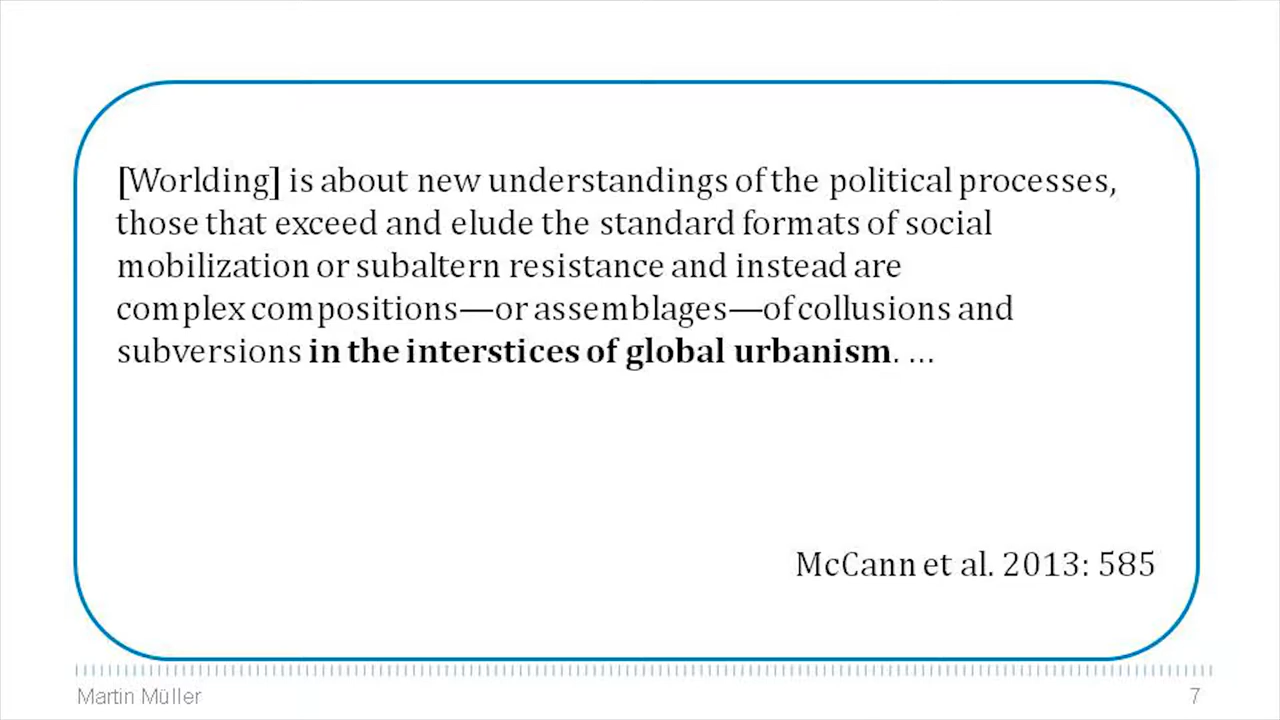 [Worlding] is about new understandings of the political processes,
those that exceed and elude the standard formats of social
mobilization or subaltern resistance and instead are
complex compositions—or assemblages—of collusions and
subversions in the interstices of global urbanism. …
McCann et al. 2013: 585
Martin Müller
7